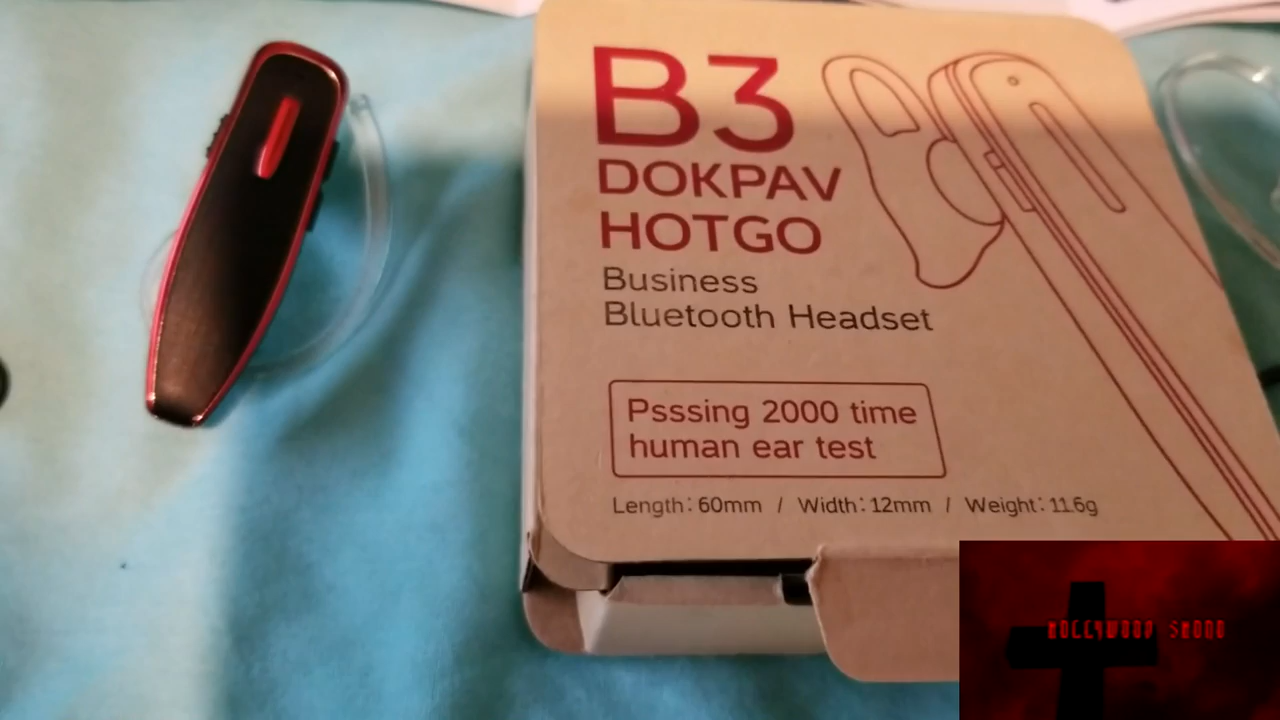 B3
DOKPAV
HOTGO
Business
Bluetooth Headset
Psssing 2000 time
human ear test
Length: 60mm / Width: 12mm / Weight: 11.6g